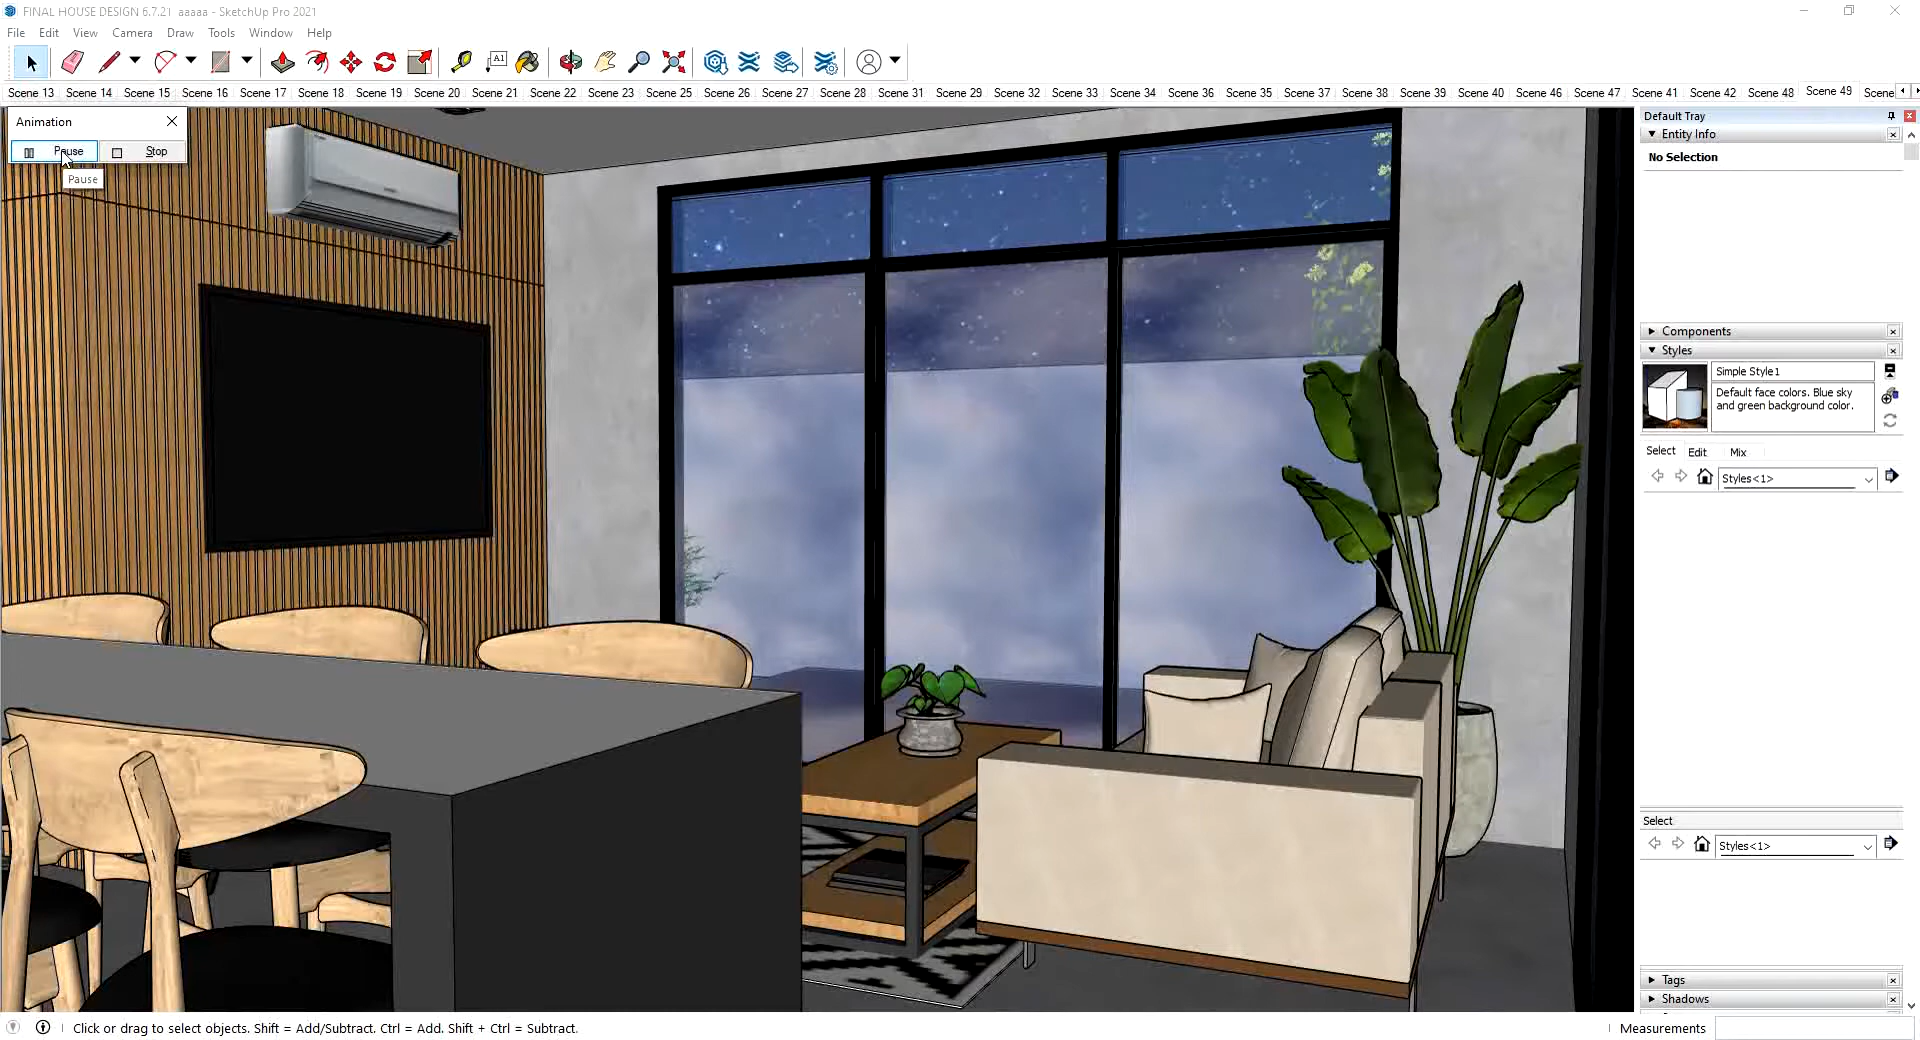 FINAL HOUSE DESIGN 6.7.21 aaaaa - SketchUp Pro 2021
File Edit View Camera Draw Tools Window Help
A1
Scene 13 Scene 14 Scene 15 Scene 16 Scene 17 Scene 18 Scene 19 Scene 20 Scene 21 Scene 22 Scene 23 Scene 25 Scene 26 Scene 27 Scene 28 Scene 31 Scene 29 Scene 32 Scene 33 Scene 34 Scene 36 Scene 35 Scene 37 Scene 38 Scene 39 Scene 40 Scene 46 Scene 47 Scene 41 Scene 42 Scene 48 Scene 49 Scene
Animation
Pause Stop
Pause
Default Tray
Entity Info
No Selection
Components
Styles
Simple Style1
Default face colors. Blue sky
and green background color.
Select Edit Mix
Styles<1>
Select
Styles<1>
Tags
Shadows
Click or drag to select objects. Shift = Add/Subtract. Ctrl = Add. Shift + Ctrl = Subtract.
Measurements